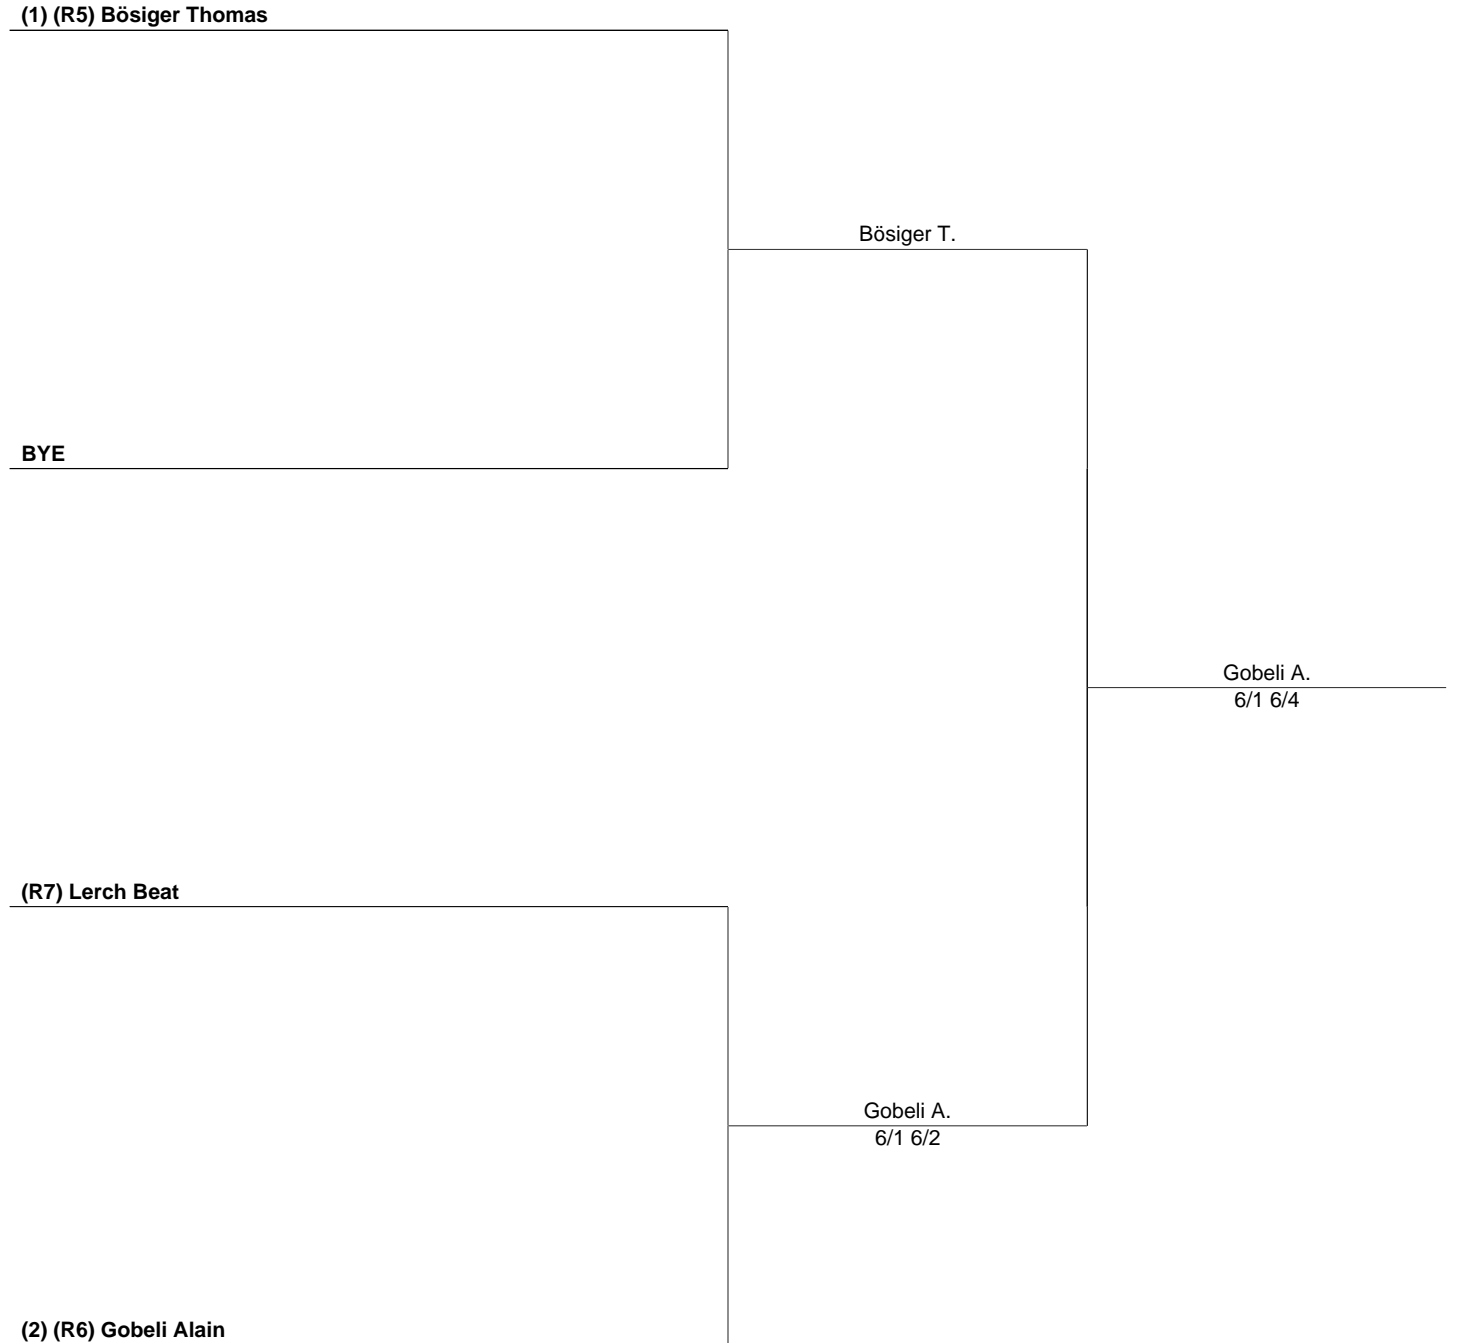 (1) (R5) Bösiger Thomas
Bösiger T.
BYE
Gobeli A.
6/1 6/4
(R7) Lerch Beat
Gobeli A.
6/1 6/2
(2) (R6) Gobeli Alain